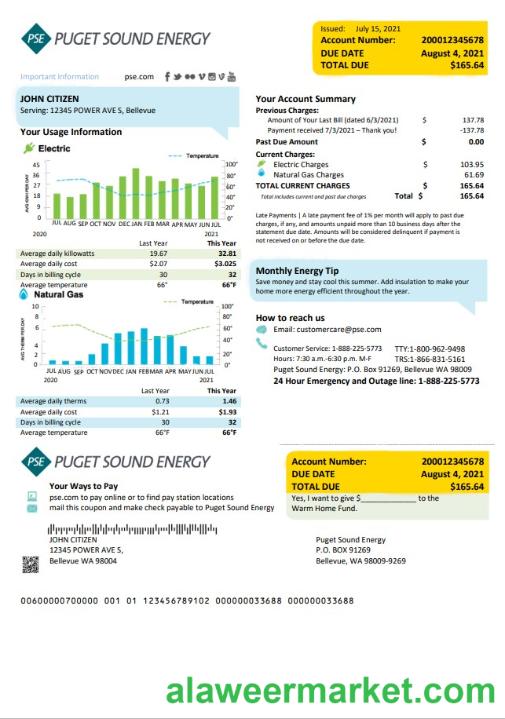 PSE PUGET SOUND ENERGY
Issued: July 15, 2021
Account Number: 200012345678
DUE DATE August 4, 2021
TOTAL DUE $165.64
Important Information pse.com
JOHN CITIZEN
Serving: 12345 POWER AVE S, Bellevue
Your Usage Information
Electric
Temperature
45
36
27
18
9
0
AVG KWH PER DAY
100°
80°
60°
40°
20°
0°
JUL AUG SEP OCT NOV DEC JAN FEB MAR APR MAY JUN JUL
2020 2021
Last Year This Year
Average daily kilowatts 19.67 32.81
Average daily cost $2.07 $3.025
Days in billing cycle 30 32
Average temperature 66° 66°F
Natural Gas
Temperature
10
8
6
4
2
0
AVG THERM PER DAY
100°
80°
60°
40°
20°
0°
JUL AUG SEP OCT NOV DEC JAN FEB MAR APR MAY JUN JUL
2020 2021
Last Year This Year
Average daily therms 0.73 1.46
Average daily cost $1.21 $1.93
Days in billing cycle 30 32
Average temperature 66°F 66°F
Your Account Summary
Previous Charges:
Amount of Your Last Bill (dated 6/3/2021) $ 137.78
Payment received 7/3/2021 – Thank you! -137.78
Past Due Amount $ 0.00
Current Charges:
Electric Charges $ 103.95
Natural Gas Charges 61.69
TOTAL CURRENT CHARGES $ 165.64
Total includes current and past due charges Total $ 165.64
Late Payments | A late payment fee of 1% per month will apply to past due
charges, if any, and amounts unpaid more than 10 business days after the
statement due date. Amounts will be considered delinquent if payment is
not received on or before the due date.
Monthly Energy Tip
Save money and stay cool this summer. Add insulation to make your
home more energy efficient throughout the year.
How to reach us
Email: customercare@pse.com
Customer Service: 1-888-225-5773 TTY:1-800-962-9498
Hours: 7:30 a.m.-6:30 p.m. M-F TRS:1-866-831-5161
Puget Sound Energy: P.O. Box 91269, Bellevue WA 98009
24 Hour Emergency and Outage line: 1-888-225-5773
PSE PUGET SOUND ENERGY
Your Ways to Pay
pse.com to pay online or to find pay station locations
mail this coupon and make check payable to Puget Sound Energy
Account Number: 200012345678
DUE DATE August 4, 2021
TOTAL DUE $165.64
Yes, I want to give $____________ to the
Warm Home Fund.
JOHN CITIZEN
12345 POWER AVE S,
Bellevue WA 98004
Puget Sound Energy
P.O. BOX 91269
Bellevue, WA 98009-9269
00600000700000 001 01 123456789102 000000033688 000000033688
alaweermarket.com